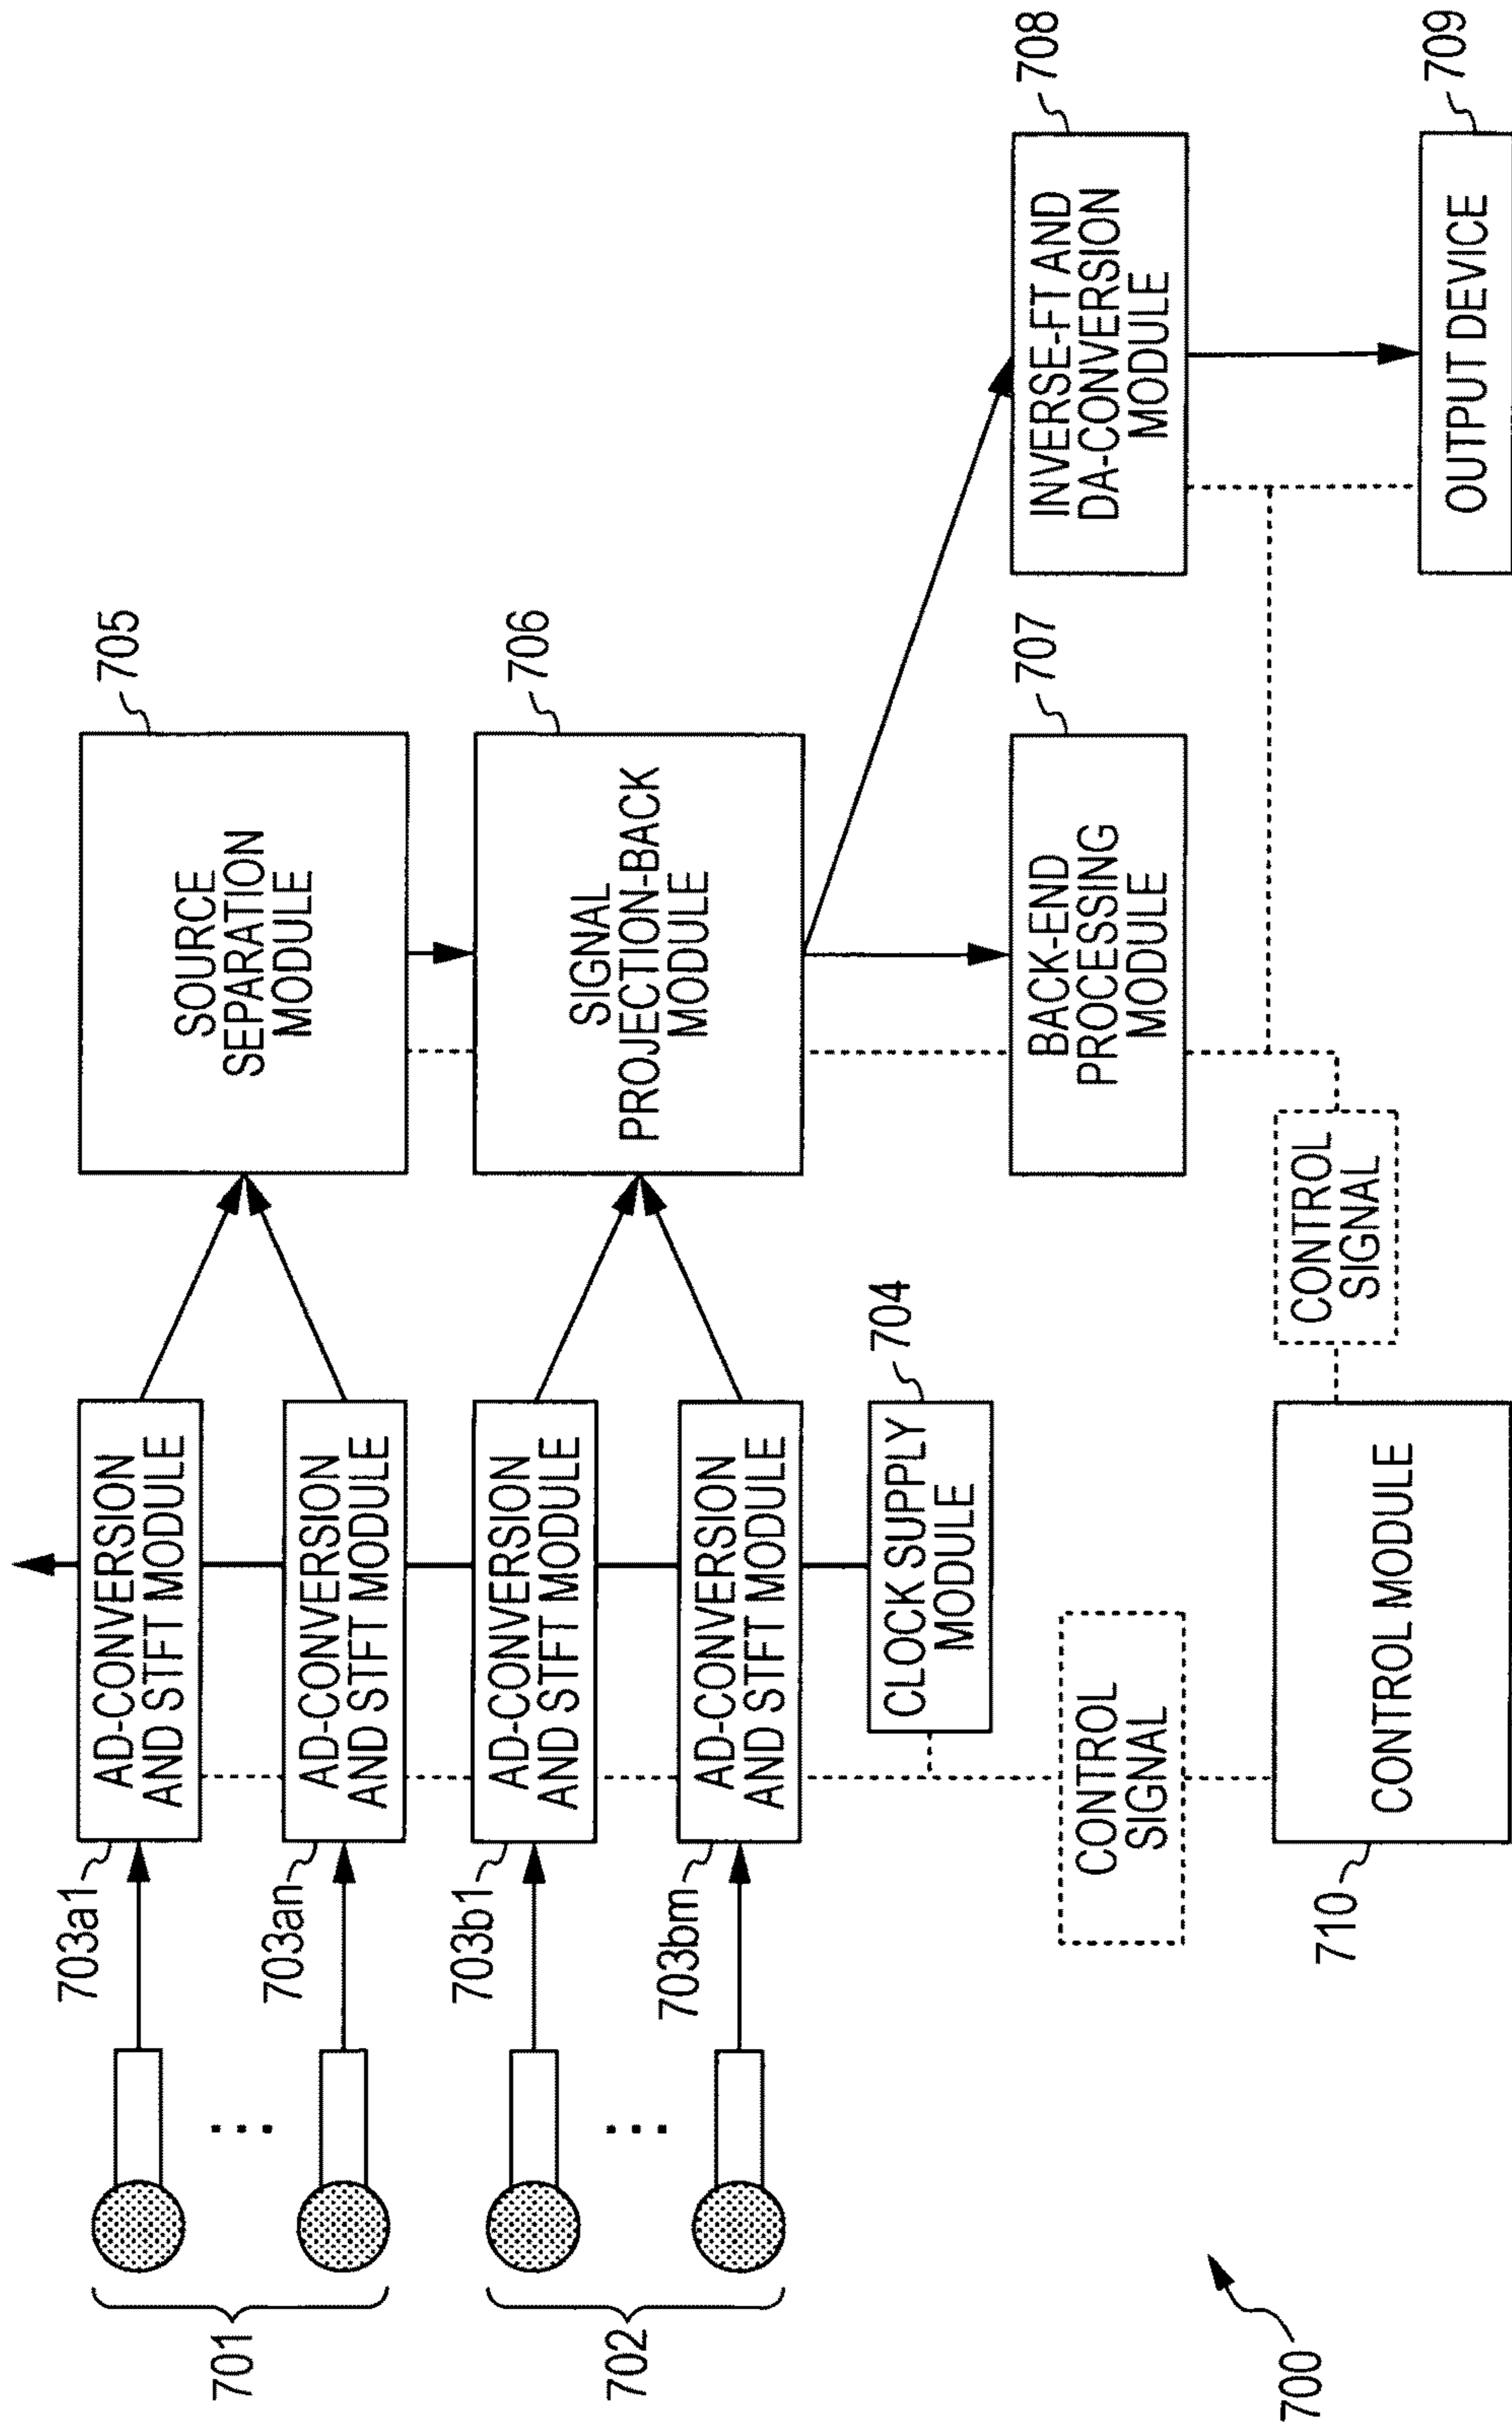 703a1
AD-CONVERSION
AND STFT MODULE
703an
AD-CONVERSION
AND STFT MODULE
703b1
AD-CONVERSION
AND STFT MODULE
703bm
AD-CONVERSION
AND STFT MODULE
701
...
702
...
704
CLOCK SUPPLY
MODULE
705
SOURCE
SEPARATION
MODULE
706
SIGNAL
PROJECTION-BACK
MODULE
707
BACK-END
PROCESSING
MODULE
708
INVERSE-FT AND
DA-CONVERSION
MODULE
709
OUTPUT DEVICE
CONTROL
SIGNAL
CONTROL
SIGNAL
710
CONTROL MODULE
700